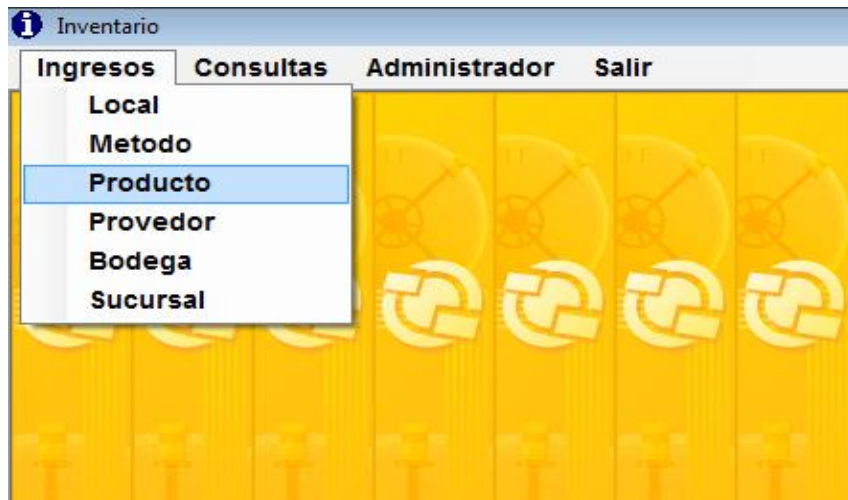 Inventario
Ingresos Consultas Administrador Salir
Local
Metodo
Producto
Provedor
Bodega
Sucursal